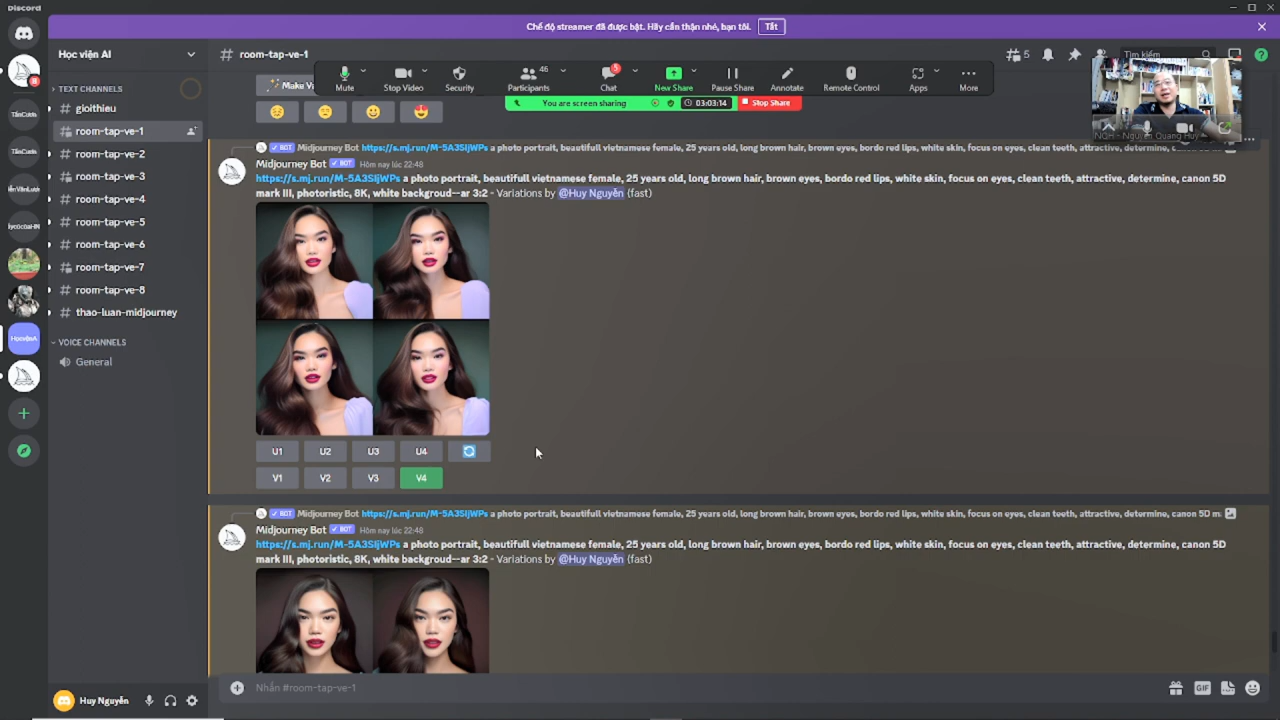 Discord
Chế độ streamer đã được bật. Hãy cẩn thận nhé, bạn tôi. Tắt
Học viện AI
# room-tap-ve-1
5
Tìm kiếm
TEXT CHANNELS
# gioithieu
# room-tap-ve-1
# room-tap-ve-2
# room-tap-ve-3
# room-tap-ve-4
# room-tap-ve-5
# room-tap-ve-6
# room-tap-ve-7
# room-tap-ve-8
# thao-luan-midjourney
VOICE CHANNELS
General
Huy Nguyễn
Mute
Stop Video
Security
46
Participants
5
Chat
New Share
Pause Share
Annotate
Remote Control
Apps
More
You are screen sharing
03:03:14
Stop Share
NCH - Nguyen Quang Huy
BOT Midjourney Bot https://s.mj.run/M-5A3SIjWPs a photo portrait, beautifull vietnamese female, 25 years old, long brown hair, brown eyes, bordo red lips, white skin, focus on eyes, clean teeth, attractive, determine, canon 5D m
Midjourney Bot BOT Hôm nay lúc 22:48
https://s.mj.run/M-5A3SIjWPs a photo portrait, beautifull vietnamese female, 25 years old, long brown hair, brown eyes, bordo red lips, white skin, focus on eyes, clean teeth, attractive, determine, canon 5D
mark III, photoristic, 8K, white backgroud--ar 3:2 - Variations by @Huy Nguyễn (fast)
U1 U2 U3 U4
V1 V2 V3 V4
BOT Midjourney Bot https://s.mj.run/M-5A3SIjWPs a photo portrait, beautifull vietnamese female, 25 years old, long brown hair, brown eyes, bordo red lips, white skin, focus on eyes, clean teeth, attractive, determine, canon 5D m
Midjourney Bot BOT Hôm nay lúc 22:48
https://s.mj.run/M-5A3SIjWPs a photo portrait, beautifull vietnamese female, 25 years old, long brown hair, brown eyes, bordo red lips, white skin, focus on eyes, clean teeth, attractive, determine, canon 5D
mark III, photoristic, 8K, white backgroud--ar 3:2 - Variations by @Huy Nguyễn (fast)
Nhắn #room-tap-ve-1
GIF